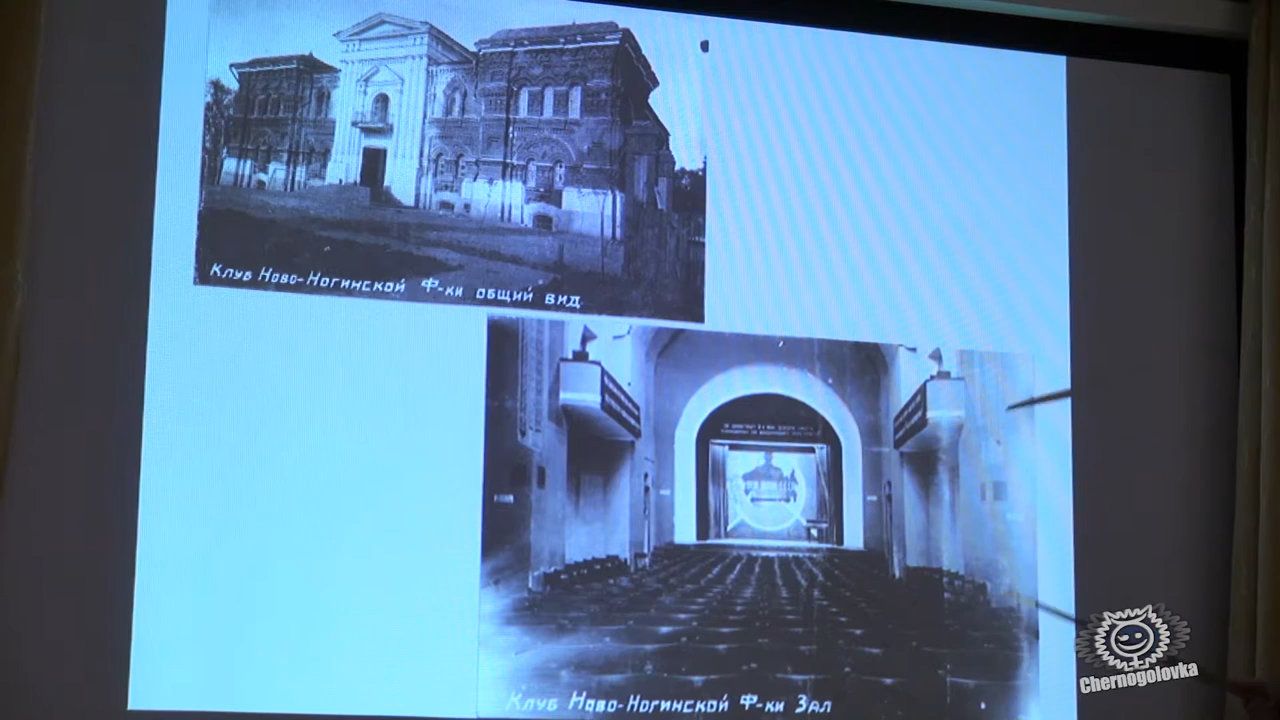 Клуб Ново-Ногинской Ф-ки общий вид.
Клуб Ново-Ногинской Ф-ки Зал
Chernogolovka